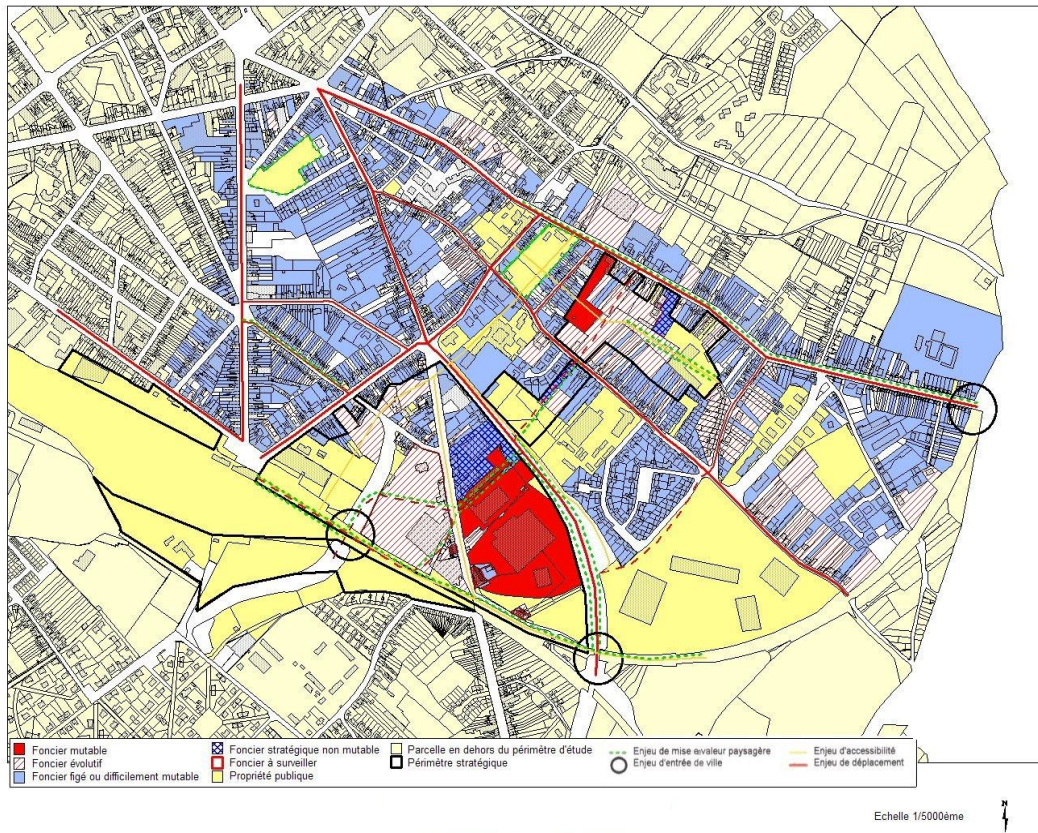 Foncier mutable
Foncier évolutif
Foncier figé ou difficilement mutable
Foncier stratégique non mutable
Foncier à surveiller
Propriété publique
Parcelle en dehors du périmètre d'étude
Périmètre stratégique
Enjeu de mise en valeur paysagère
Enjeu d'entrée de ville
Enjeu d'accessibilité
Enjeu de déplacement
Echelle 1/5000ème
N